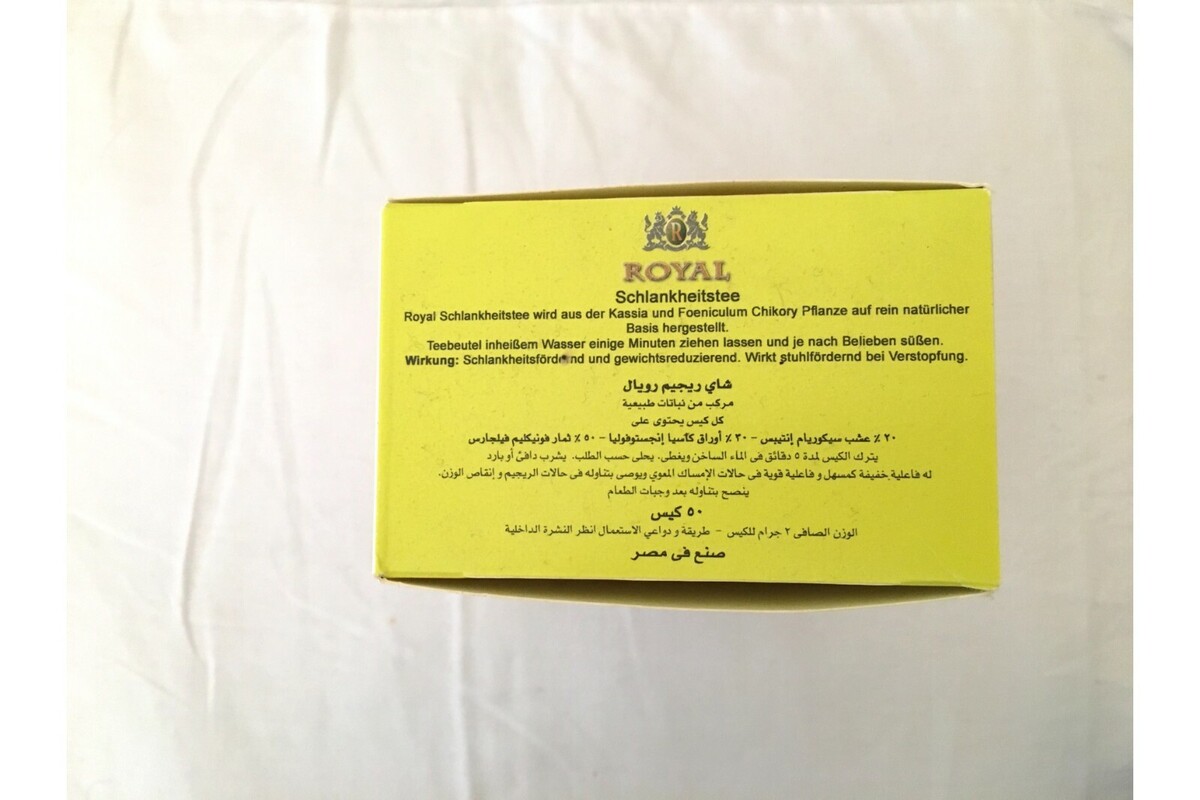 R
ROYAL
Schlankheitstee
Royal Schlankheitstee wird aus der Kassia und Foeniculum Chikory Pflanze auf rein natürlicher
Basis hergestellt.
Teebeutel inheißem Wasser einige Minuten ziehen lassen und je nach Belieben süßen.
Wirkung: Schlankheitsfördernd und gewichtsreduzierend. Wirkt stuhlfördernd bei Verstopfung.
شاي ريجيم رويال
مركب من نباتات طبيعية
كل كيس يحتوى على
٢٠ ٪ عشب سيكوريام إنتيبس – ٣٠ ٪ أوراق كاسيا إنجستوفوليا – ٥٠ ٪ ثمار فونيكليم فيلجارس
يترك الكيس لمدة ٥ دقائق فى الماء الساخن ويغطى. يحلى حسب الطلب. يشرب دافئ أو بارد
له فاعلية خفيفة كمسهل و فاعلية قوية فى حالات الإمساك المعوي ويوصى بتناوله فى حالات الريجيم و إنقاص الوزن.
ينصح بتناوله بعد وجبات الطعام
٥٠ كيس
الوزن الصافى ٢ جرام للكيس – طريقة و دواعي الاستعمال انظر النشرة الداخلية
صنع فى مصر